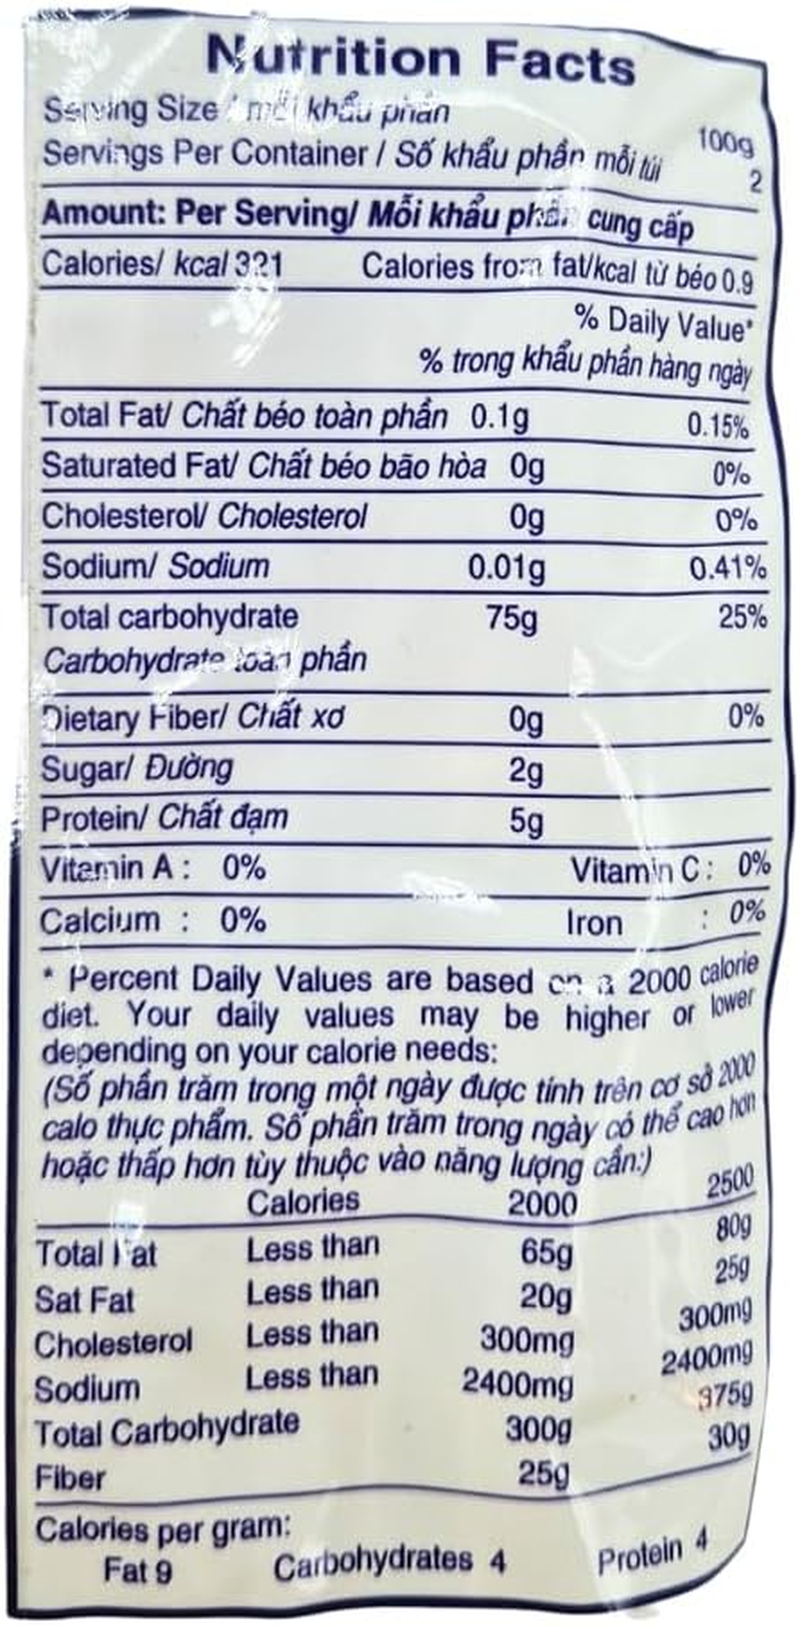 Nutrition Facts
Serving Size / mỗi khẩu phần 100g
Servings Per Container / Số khẩu phần mỗi túi 2
Amount: Per Serving/ Mỗi khẩu phần cung cấp
Calories/ kcal 321 Calories from fat/kcal từ béo 0.9
% Daily Value*
% trong khẩu phần hàng ngày
Total Fat/ Chất béo toàn phần 0.1g 0.15%
Saturated Fat/ Chất béo bão hòa 0g 0%
Cholesterol/ Cholesterol 0g 0%
Sodium/ Sodium 0.01g 0.41%
Total carbohydrate 75g 25%
Carbohydrate toàn phần
Dietary Fiber/ Chất xơ 0g 0%
Sugar/ Đường 2g
Protein/ Chất đạm 5g
Vitamin A : 0% Vitamin C : 0%
Calcium : 0% Iron : 0%
* Percent Daily Values are based on a 2000 calorie
diet. Your daily values may be higher or lower
depending on your calorie needs:
(Số phần trăm trong một ngày được tính trên cơ sở 2000
calo thực phẩm. Số phần trăm trong ngày có thể cao hơn
hoặc thấp hơn tùy thuộc vào năng lượng cần:)
Calories 2000 2500
Total Fat Less than 65g 80g
Sat Fat Less than 20g 25g
Cholesterol Less than 300mg 300mg
Sodium Less than 2400mg 2400mg
Total Carbohydrate 300g 375g
Fiber 25g 30g
Calories per gram:
Fat 9 Carbohydrates 4 Protein 4